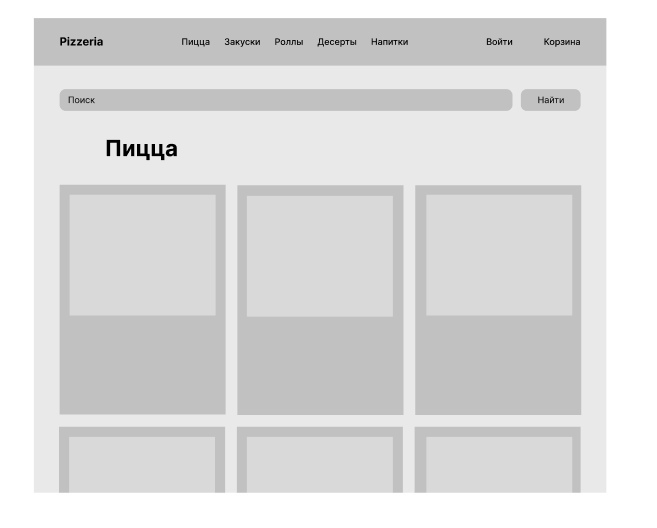 Pizzeria Пицца Закуски Роллы Десерты Напитки Войти Корзина
Поиск Найти
Пицца